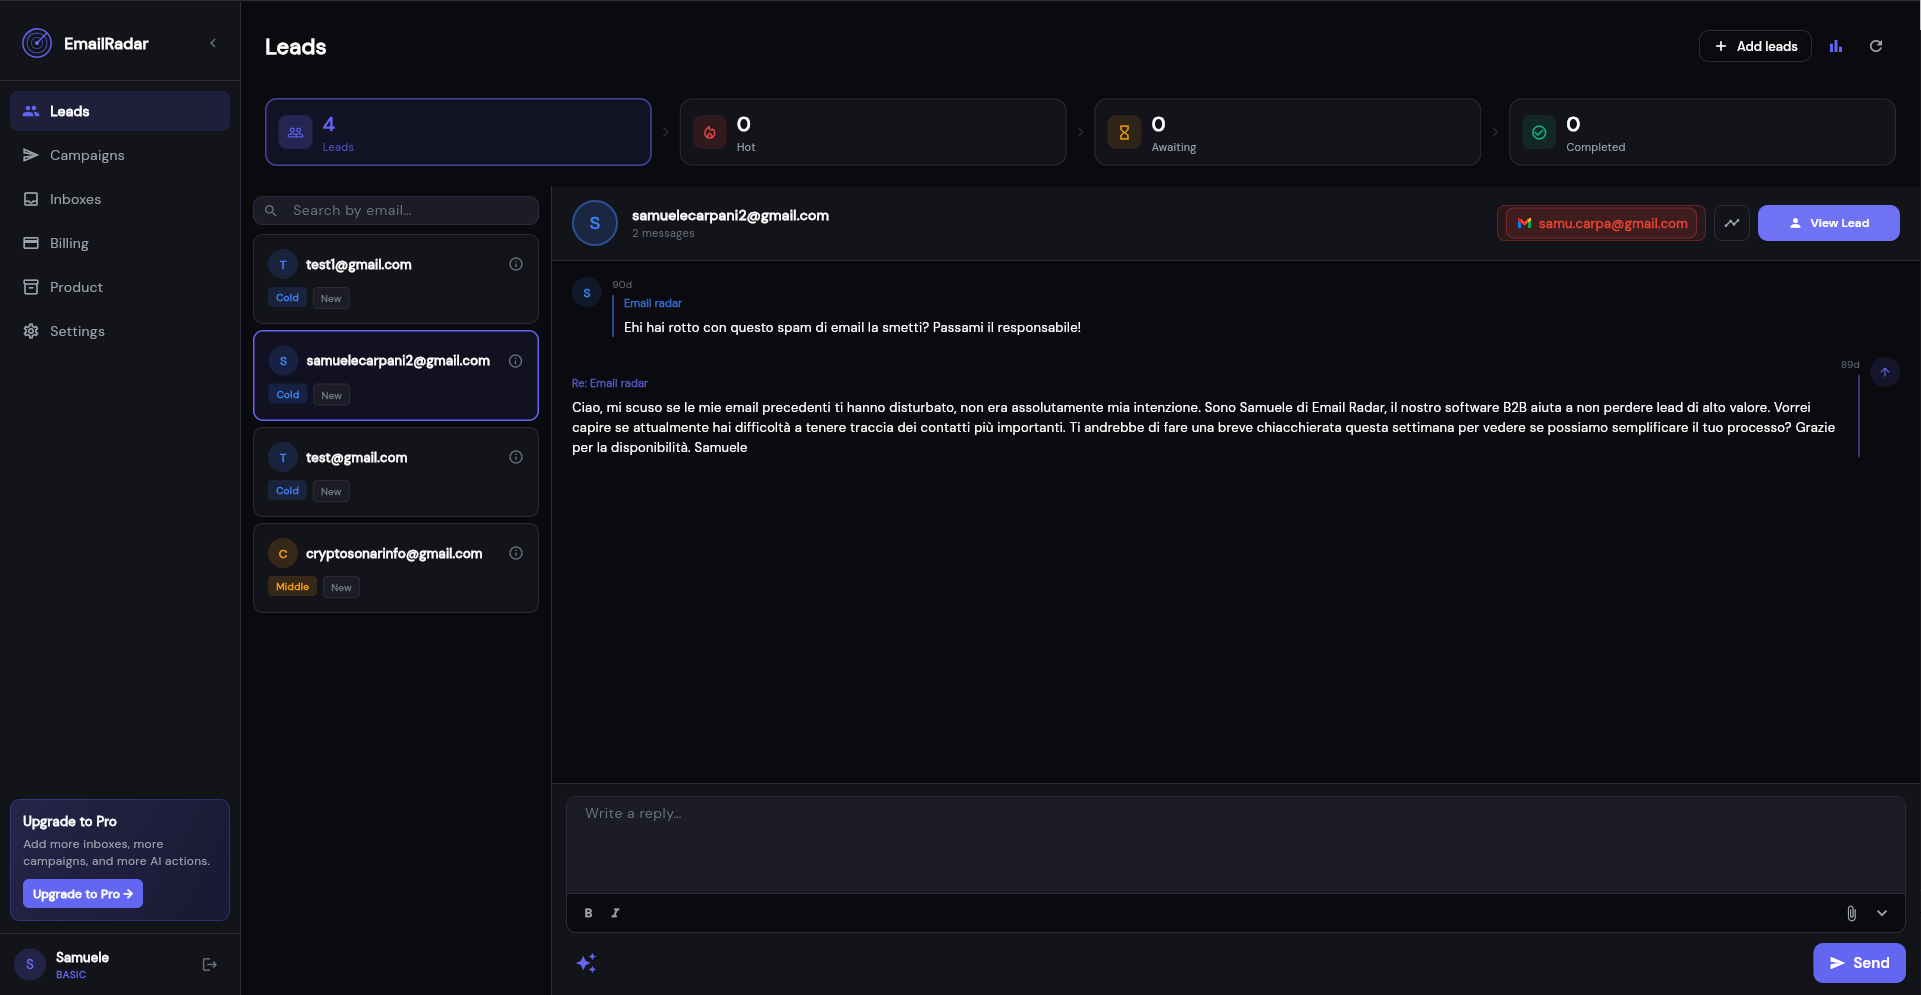 EmailRadar
Leads
Campaigns
Inboxes
Billing
Product
Settings
Upgrade to Pro
Add more inboxes, more
campaigns, and more AI actions.
Upgrade to Pro →
S
Samuele
BASIC
Leads
+ Add leads
4
Leads
0
Hot
0
Awaiting
0
Completed
Search by email...
T
test1@gmail.com
Cold
New
S
samuelecarpani2@gmail.com
Cold
New
T
test@gmail.com
Cold
New
C
cryptosonarinfo@gmail.com
Middle
New
S
samuelecarpani2@gmail.com
2 messages
samu.carpa@gmail.com
View Lead
S
90d
Email radar
Ehi hai rotto con questo spam di email la smetti? Passami il responsabile!
89d
Re: Email radar
Ciao, mi scuso se le mie email precedenti ti hanno disturbato, non era assolutamente mia intenzione. Sono Samuele di Email Radar, il nostro software B2B aiuta a non perdere lead di alto valore. Vorrei
capire se attualmente hai difficoltà a tenere traccia dei contatti più importanti. Ti andrebbe di fare una breve chiacchierata questa settimana per vedere se possiamo semplificare il tuo processo? Grazie
per la disponibilità. Samuele
Write a reply...
B
I
Send